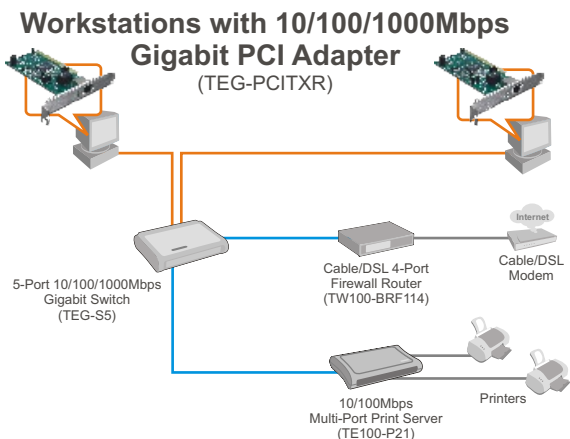 Workstations with 10/100/1000Mbps
Gigabit PCI Adapter
(TEG-PCITXR)
Internet
5-Port 10/100/1000Mbps
Gigabit Switch
(TEG-S5)
Cable/DSL 4-Port
Firewall Router
(TW100-BRF114)
Cable/DSL
Modem
10/100Mbps
Multi-Port Print Server
(TE100-P21)
Printers